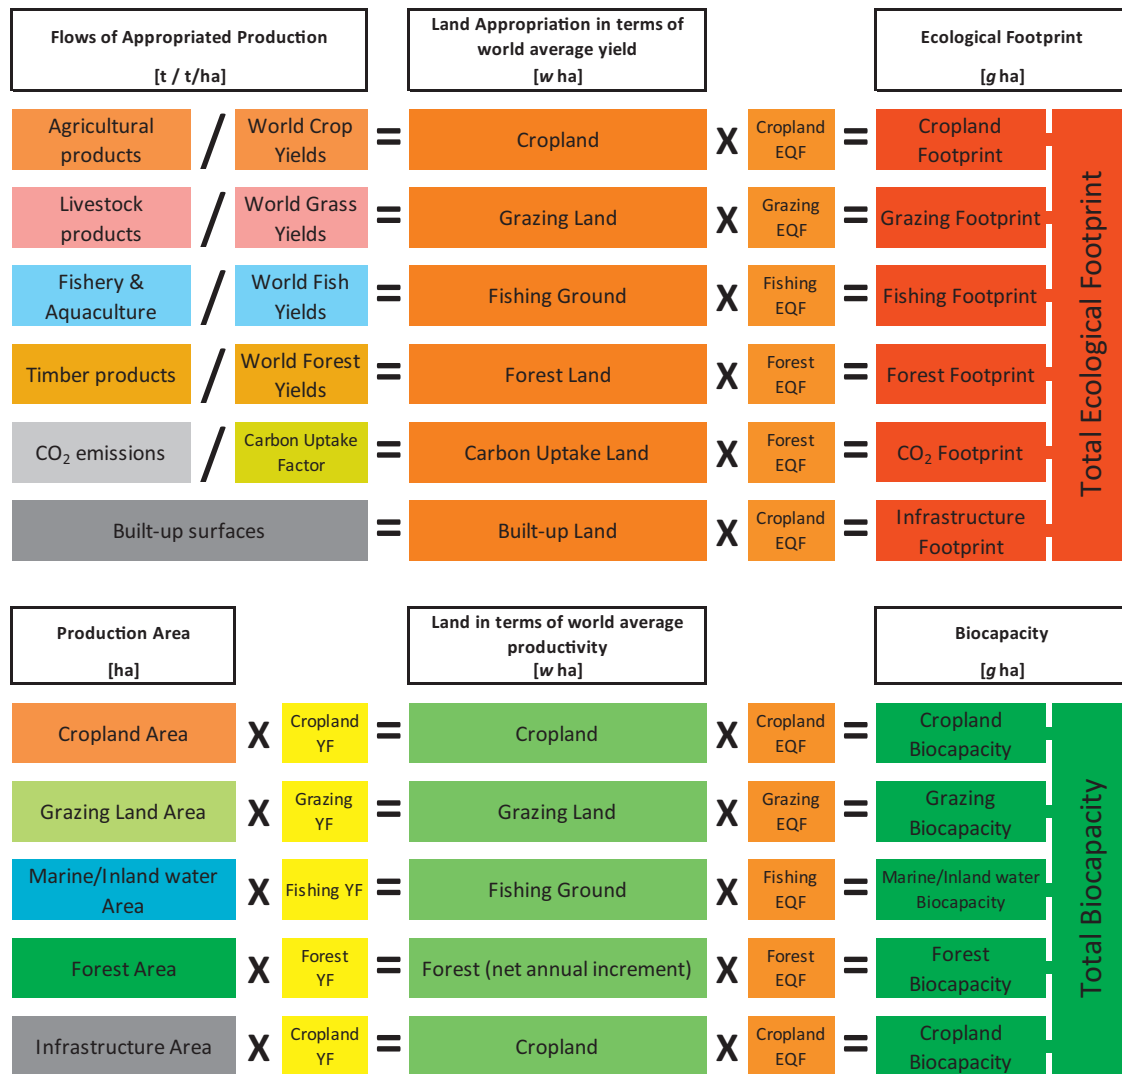 Flows of Appropriated Production
[t / t/ha]
Land Appropriation in terms of
world average yield
[w ha]
Ecological Footprint
[g ha]
Agricultural
products
/
World Crop
Yields
=
Cropland
X
Cropland
EQF
=
Cropland
Footprint
Livestock
products
/
World Grass
Yields
=
Grazing Land
X
Grazing
EQF
=
Grazing Footprint
Fishery &
Aquaculture
/
World Fish
Yields
=
Fishing Ground
X
Fishing
EQF
=
Fishing Footprint
Timber products
/
World Forest
Yields
=
Forest Land
X
Forest
EQF
=
Forest Footprint
CO₂ emissions
/
Carbon Uptake
Factor
=
Carbon Uptake Land
X
Forest
EQF
=
CO₂ Footprint
Built-up surfaces
=
Built-up Land
X
Cropland
EQF
=
Infrastructure
Footprint
Total Ecological Footprint
Production Area
[ha]
Land in terms of world average
productivity
[w ha]
Biocapacity
[g ha]
Cropland Area
X
Cropland
YF
=
Cropland
X
Cropland
EQF
=
Cropland
Biocapacity
Grazing Land Area
X
Grazing
YF
=
Grazing Land
X
Grazing
EQF
=
Grazing
Biocapacity
Marine/Inland water
Area
X
Fishing YF
=
Fishing Ground
X
Fishing
EQF
=
Marine/Inland water
Biocapacity
Forest Area
X
Forest
YF
=
Forest (net annual increment)
X
Forest
EQF
=
Forest
Biocapacity
Infrastructure Area
X
Cropland
YF
=
Cropland
X
Cropland
EQF
=
Cropland
Biocapacity
Total Biocapacity